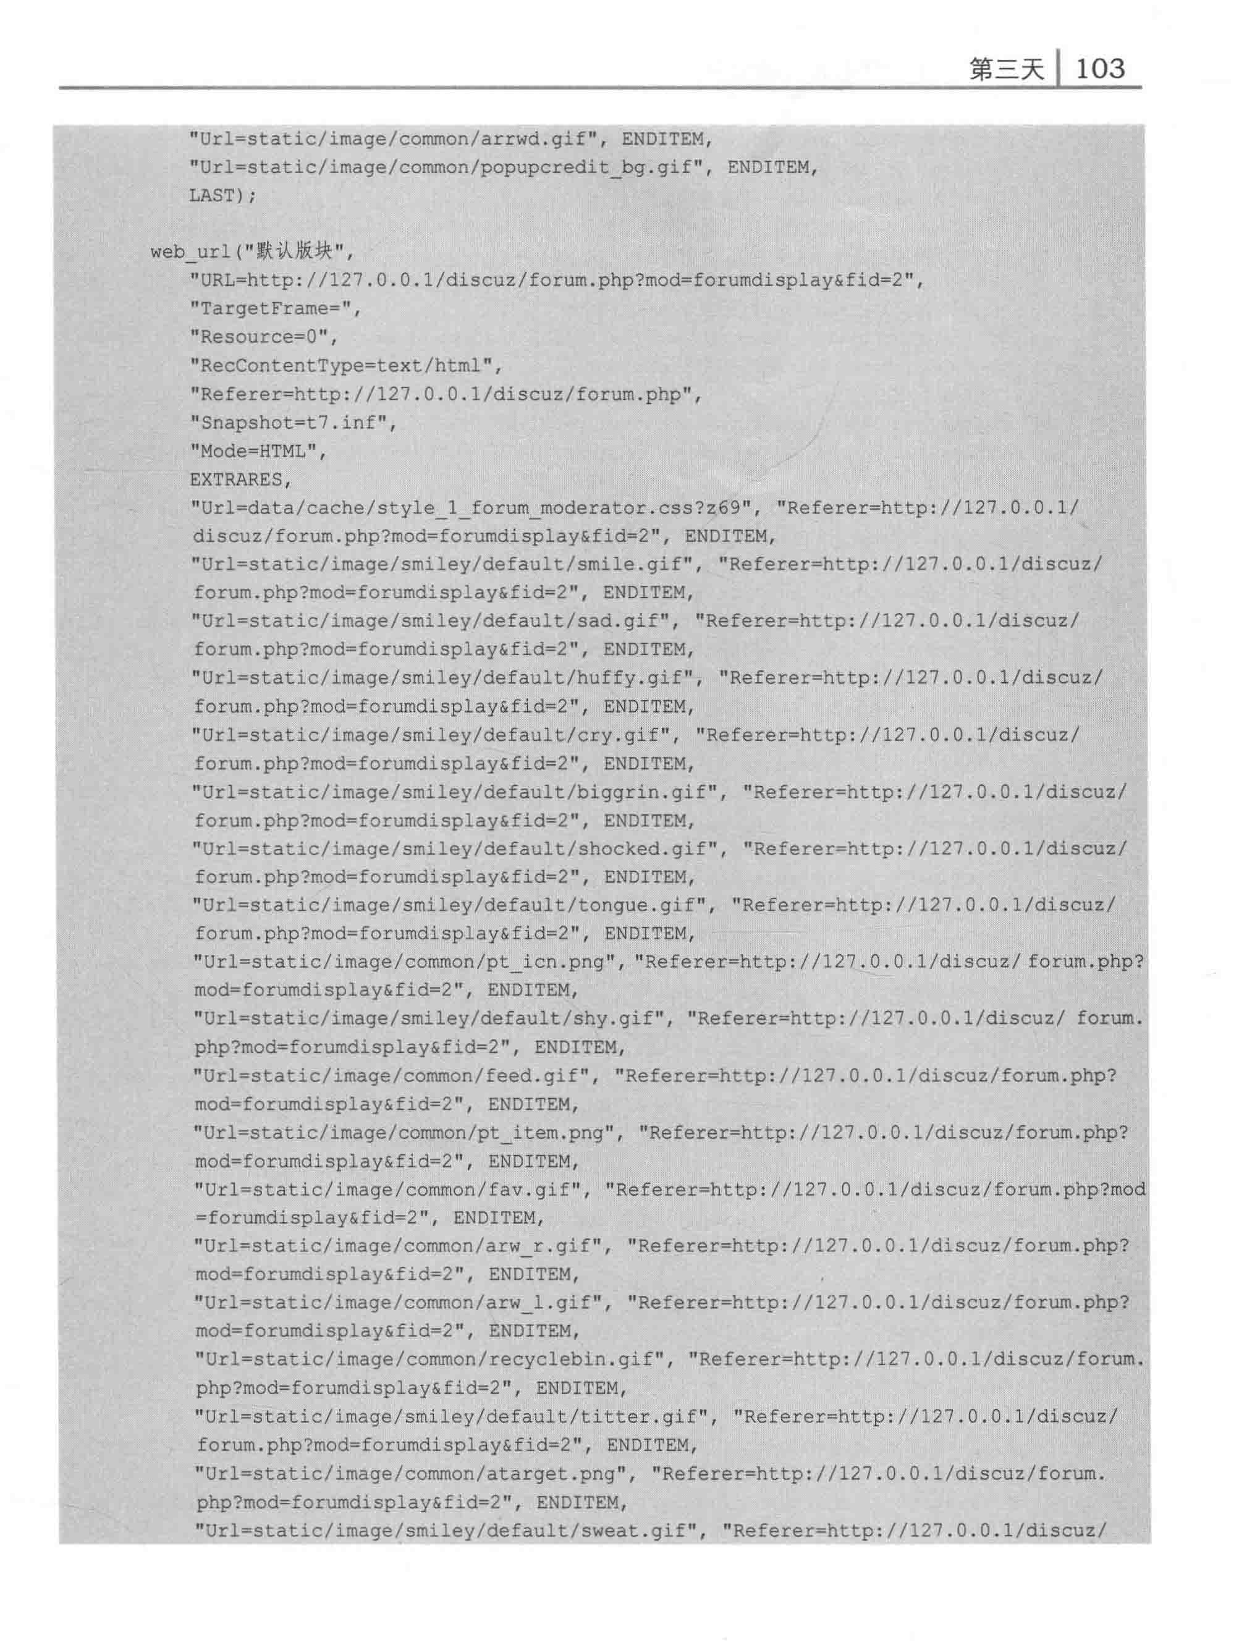 第三天 103
"Url=static/image/common/arrwd.gif", ENDITEM,
"Url=static/image/common/popupcredit_bg.gif", ENDITEM,
LAST);
web_url("默认版块",
"URL=http://127.0.0.1/discuz/forum.php?mod=forumdisplay&fid=2",
"TargetFrame=",
"Resource=0",
"RecContentType=text/html",
"Referer=http://127.0.0.1/discuz/forum.php",
"Snapshot=t7.inf",
"Mode=HTML",
EXTRARES,
"Url=data/cache/style_1_forum_moderator.css?z69", "Referer=http://127.0.0.1/
discuz/forum.php?mod=forumdisplay&fid=2", ENDITEM,
"Url=static/image/smiley/default/smile.gif", "Referer=http://127.0.0.1/discuz/
forum.php?mod=forumdisplay&fid=2", ENDITEM,
"Url=static/image/smiley/default/sad.gif", "Referer=http://127.0.0.1/discuz/
forum.php?mod=forumdisplay&fid=2", ENDITEM,
"Url=static/image/smiley/default/huffy.gif", "Referer=http://127.0.0.1/discuz/
forum.php?mod=forumdisplay&fid=2", ENDITEM,
"Url=static/image/smiley/default/cry.gif", "Referer=http://127.0.0.1/discuz/
forum.php?mod=forumdisplay&fid=2", ENDITEM,
"Url=static/image/smiley/default/biggrin.gif", "Referer=http://127.0.0.1/discuz/
forum.php?mod=forumdisplay&fid=2", ENDITEM,
"Url=static/image/smiley/default/shocked.gif", "Referer=http://127.0.0.1/discuz/
forum.php?mod=forumdisplay&fid=2", ENDITEM,
"Url=static/image/smiley/default/tongue.gif", "Referer=http://127.0.0.1/discuz/
forum.php?mod=forumdisplay&fid=2", ENDITEM,
"Url=static/image/common/pt_icn.png", "Referer=http://127.0.0.1/discuz/ forum.php?
mod=forumdisplay&fid=2", ENDITEM,
"Url=static/image/smiley/default/shy.gif", "Referer=http://127.0.0.1/discuz/ forum.
php?mod=forumdisplay&fid=2", ENDITEM,
"Url=static/image/common/feed.gif", "Referer=http://127.0.0.1/discuz/forum.php?
mod=forumdisplay&fid=2", ENDITEM,
"Url=static/image/common/pt_item.png", "Referer=http://127.0.0.1/discuz/forum.php?
mod=forumdisplay&fid=2", ENDITEM,
"Url=static/image/common/fav.gif", "Referer=http://127.0.0.1/discuz/forum.php?mod
=forumdisplay&fid=2", ENDITEM,
"Url=static/image/common/arw_r.gif", "Referer=http://127.0.0.1/discuz/forum.php?
mod=forumdisplay&fid=2", ENDITEM,
"Url=static/image/common/arw_l.gif", "Referer=http://127.0.0.1/discuz/forum.php?
mod=forumdisplay&fid=2", ENDITEM,
"Url=static/image/common/recyclebin.gif", "Referer=http://127.0.0.1/discuz/forum.
php?mod=forumdisplay&fid=2", ENDITEM,
"Url=static/image/smiley/default/titter.gif", "Referer=http://127.0.0.1/discuz/
forum.php?mod=forumdisplay&fid=2", ENDITEM,
"Url=static/image/common/atarget.png", "Referer=http://127.0.0.1/discuz/forum.
php?mod=forumdisplay&fid=2", ENDITEM,
"Url=static/image/smiley/default/sweat.gif", "Referer=http://127.0.0.1/discuz/